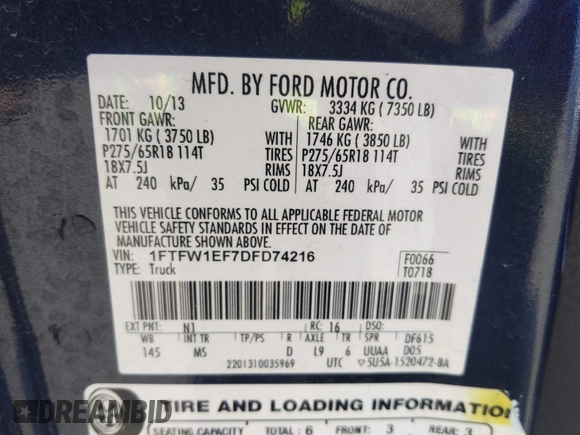 MFD. BY FORD MOTOR CO.
DATE: 10/13 GVWR: 3334 KG ( 7350 LB)
FRONT GAWR: REAR GAWR:
1701 KG ( 3750 LB) WITH 1746 KG ( 3850 LB) WITH
P275/65R18 114T TIRES P275/65R18 114T TIRES
18X7.5J RIMS 18X7.5J RIMS
AT 240 kPa/ 35 PSI COLD AT 240 kPa/ 35 PSI COLD
THIS VEHICLE CONFORMS TO ALL APPLICABLE FEDERAL MOTOR
VEHICLE SAFETY STANDARDS IN EFFECT ON THE DATE OF
MANUFACTURE SHOWN ABOVE.
VIN: 1FTFW1EF7DFD74216 F0066
TYPE: Truck T0718
EXT PNT: N1 RC: 16 DSO:
WB INT TR TP/PS R AXLE TR SPR DF615
145 MS D L9 6 UUAA D05
2201310035969 UTC ▽5U5A-1520472-BA
TIRE AND LOADING INFORMATION
SEATING CAPACITY TOTAL : 6 FRONT: 3 REAR: 3
DREAMBID